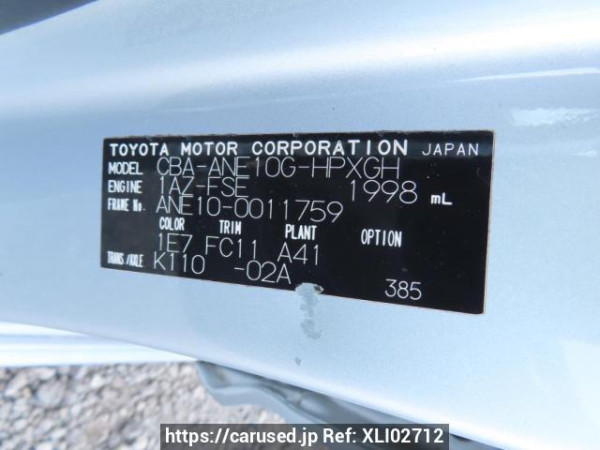 TOYOTA MOTOR CORPORATION JAPAN
MODEL CBA-ANE10G-HPXGH
ENGINE 1AZ-FSE 1998 mL
FRAME No. ANE10-0011759
COLOR TRIM PLANT OPTION
1E7 FC11 A41
TRANS/AXLE K110 -02A
385
https://carused.jp Ref: XLI02712